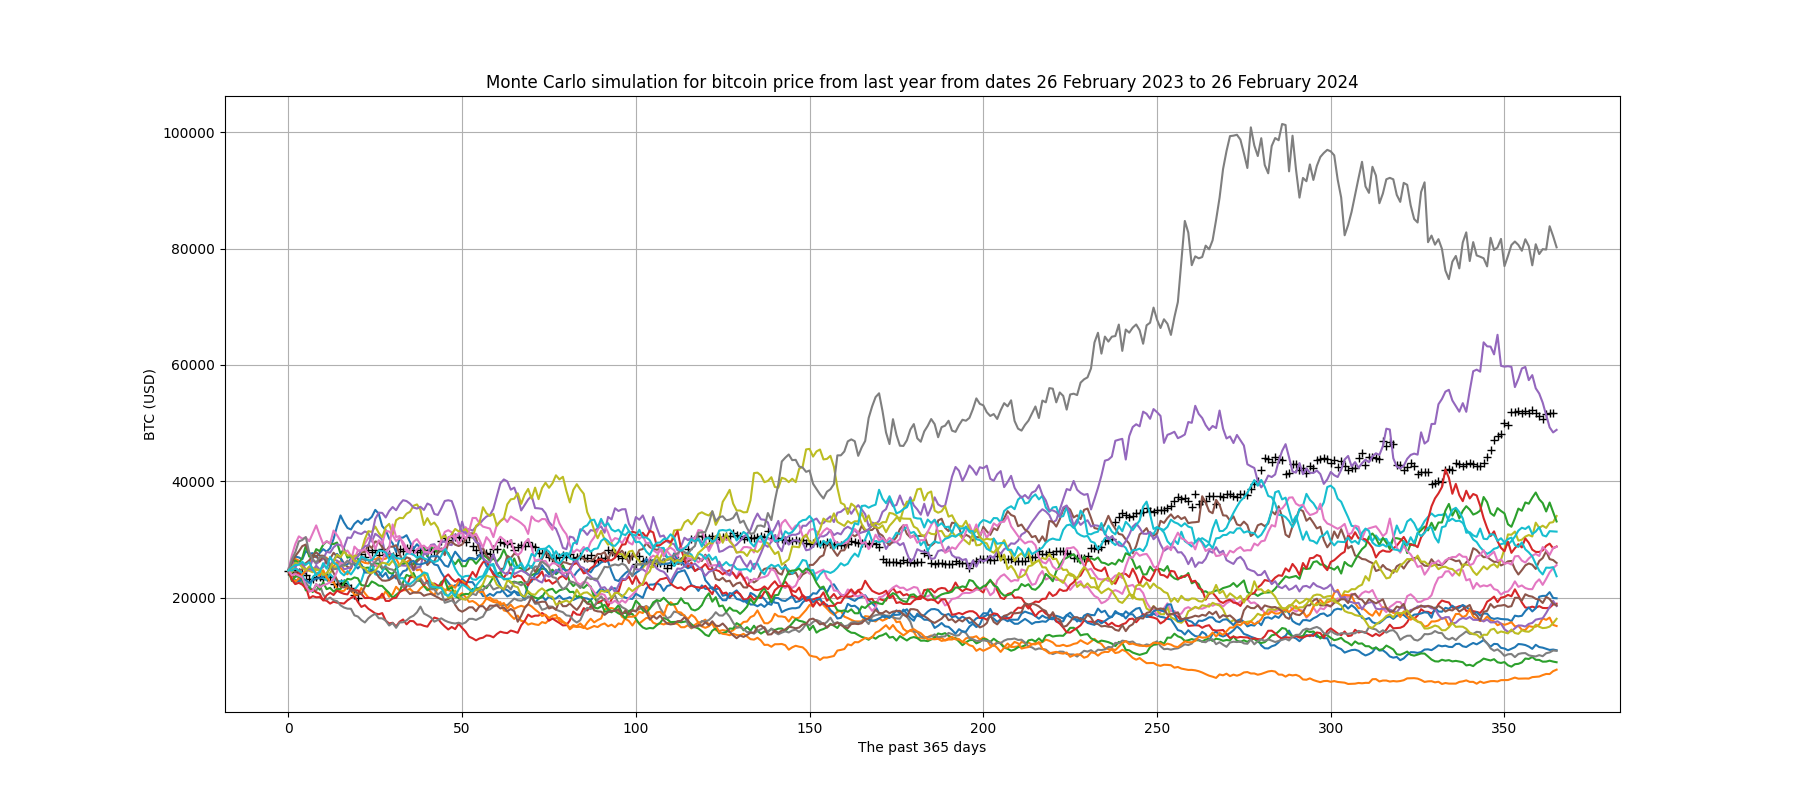 Monte Carlo simulation for bitcoin price from last year from dates 26 February 2023 to 26 February 2024
100000
80000
60000
40000
20000
BTC (USD)
0 50 100 150 200 250 300 350
The past 365 days